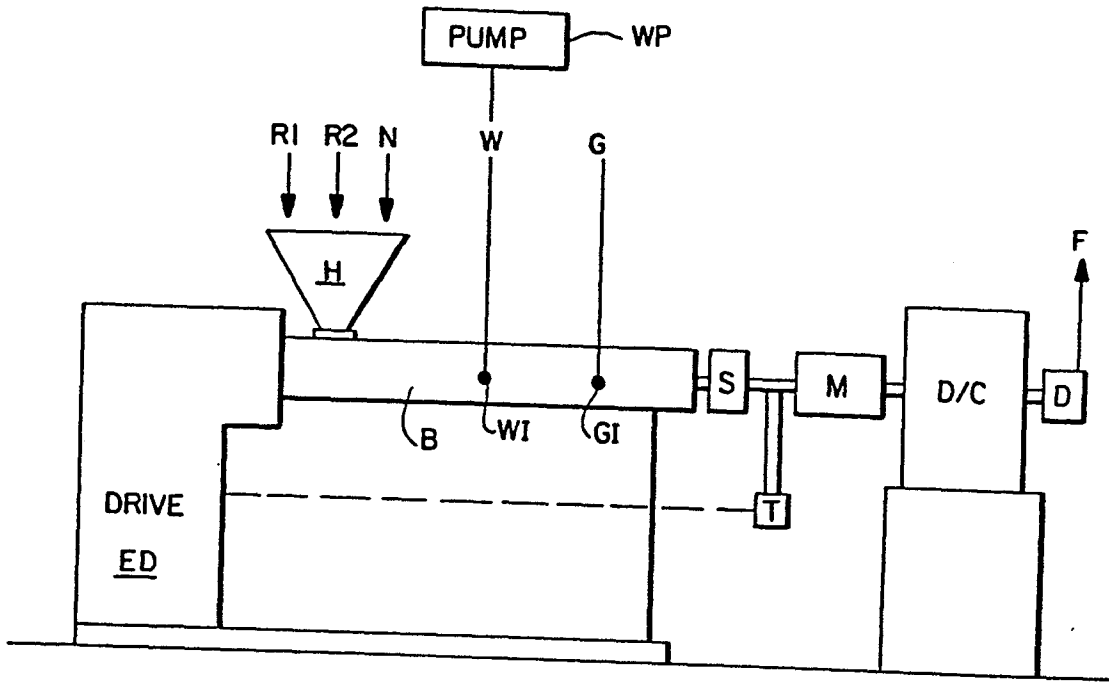 PUMP WP
R1 R2 N W G
F
H
S M D/C D
B WI GI
DRIVE T
ED